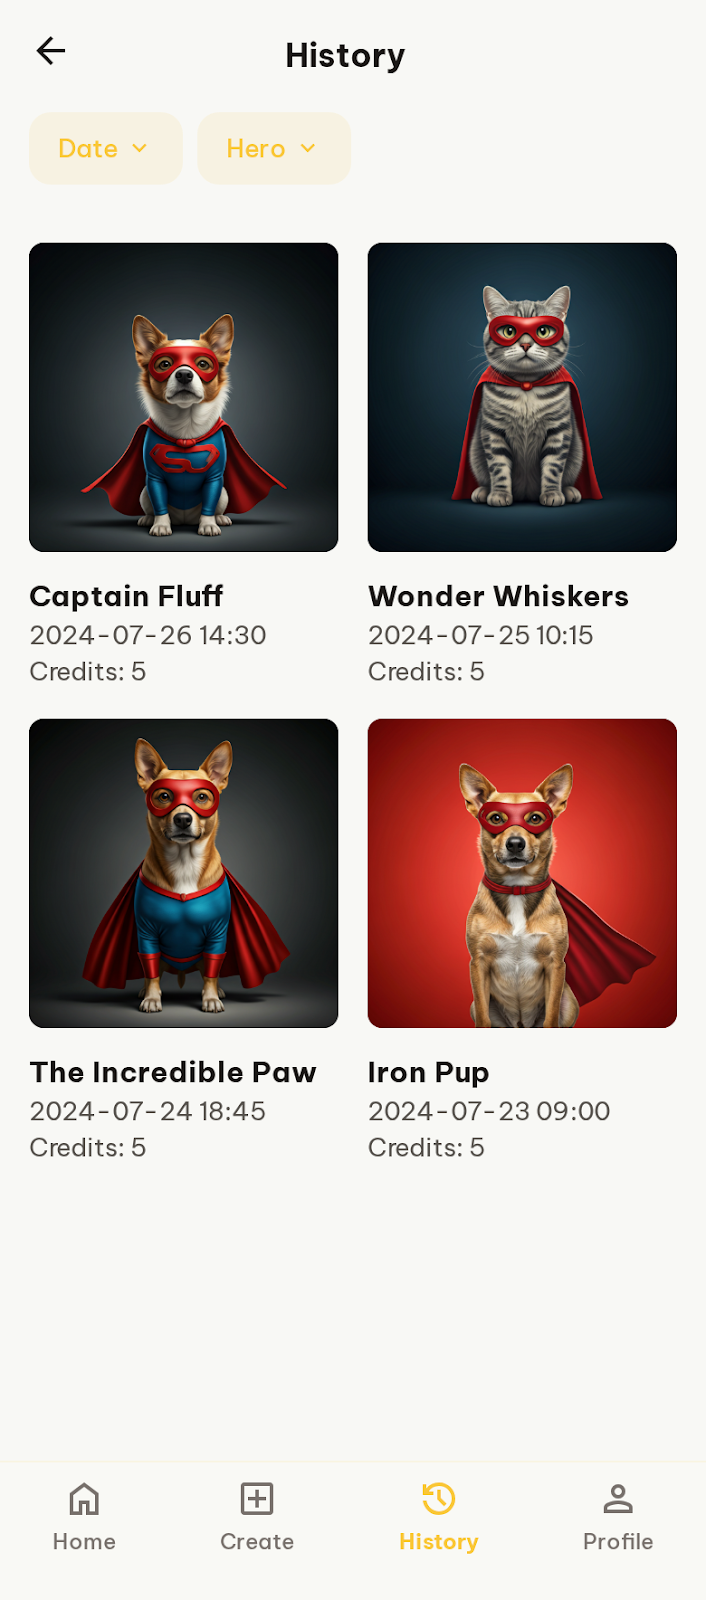 History
Date
Hero
Captain Fluff
2024-07-26 14:30
Credits: 5
Wonder Whiskers
2024-07-25 10:15
Credits: 5
The Incredible Paw
2024-07-24 18:45
Credits: 5
Iron Pup
2024-07-23 09:00
Credits: 5
Home
Create
History
Profile